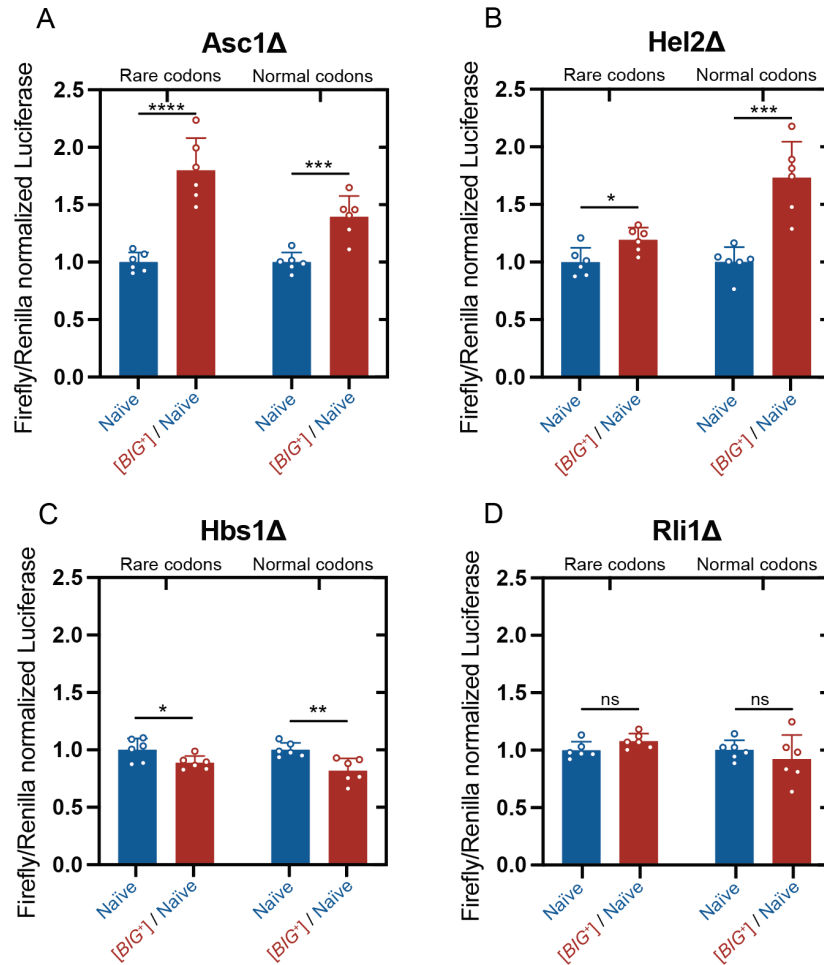 A
Asc1Δ
Rare codons
Normal codons
Firefly/Renilla normalized Luciferase
2.5
2.0
1.5
1.0
0.5
0.0
****
***
Naïve
[BIG+] / Naïve
Naïve
[BIG+] / Naïve
B
Hel2Δ
Rare codons
Normal codons
Firefly/Renilla normalized Luciferase
2.5
2.0
1.5
1.0
0.5
0.0
*
***
Naïve
[BIG+] / Naïve
Naïve
[BIG+] / Naïve
C
Hbs1Δ
Rare codons
Normal codons
Firefly/Renilla normalized Luciferase
2.5
2.0
1.5
1.0
0.5
0.0
*
**
Naïve
[BIG+] / Naïve
Naïve
[BIG+] / Naïve
D
Rli1Δ
Rare codons
Normal codons
Firefly/Renilla normalized Luciferase
2.5
2.0
1.5
1.0
0.5
0.0
ns
ns
Naïve
[BIG+] / Naïve
Naïve
[BIG+] / Naïve